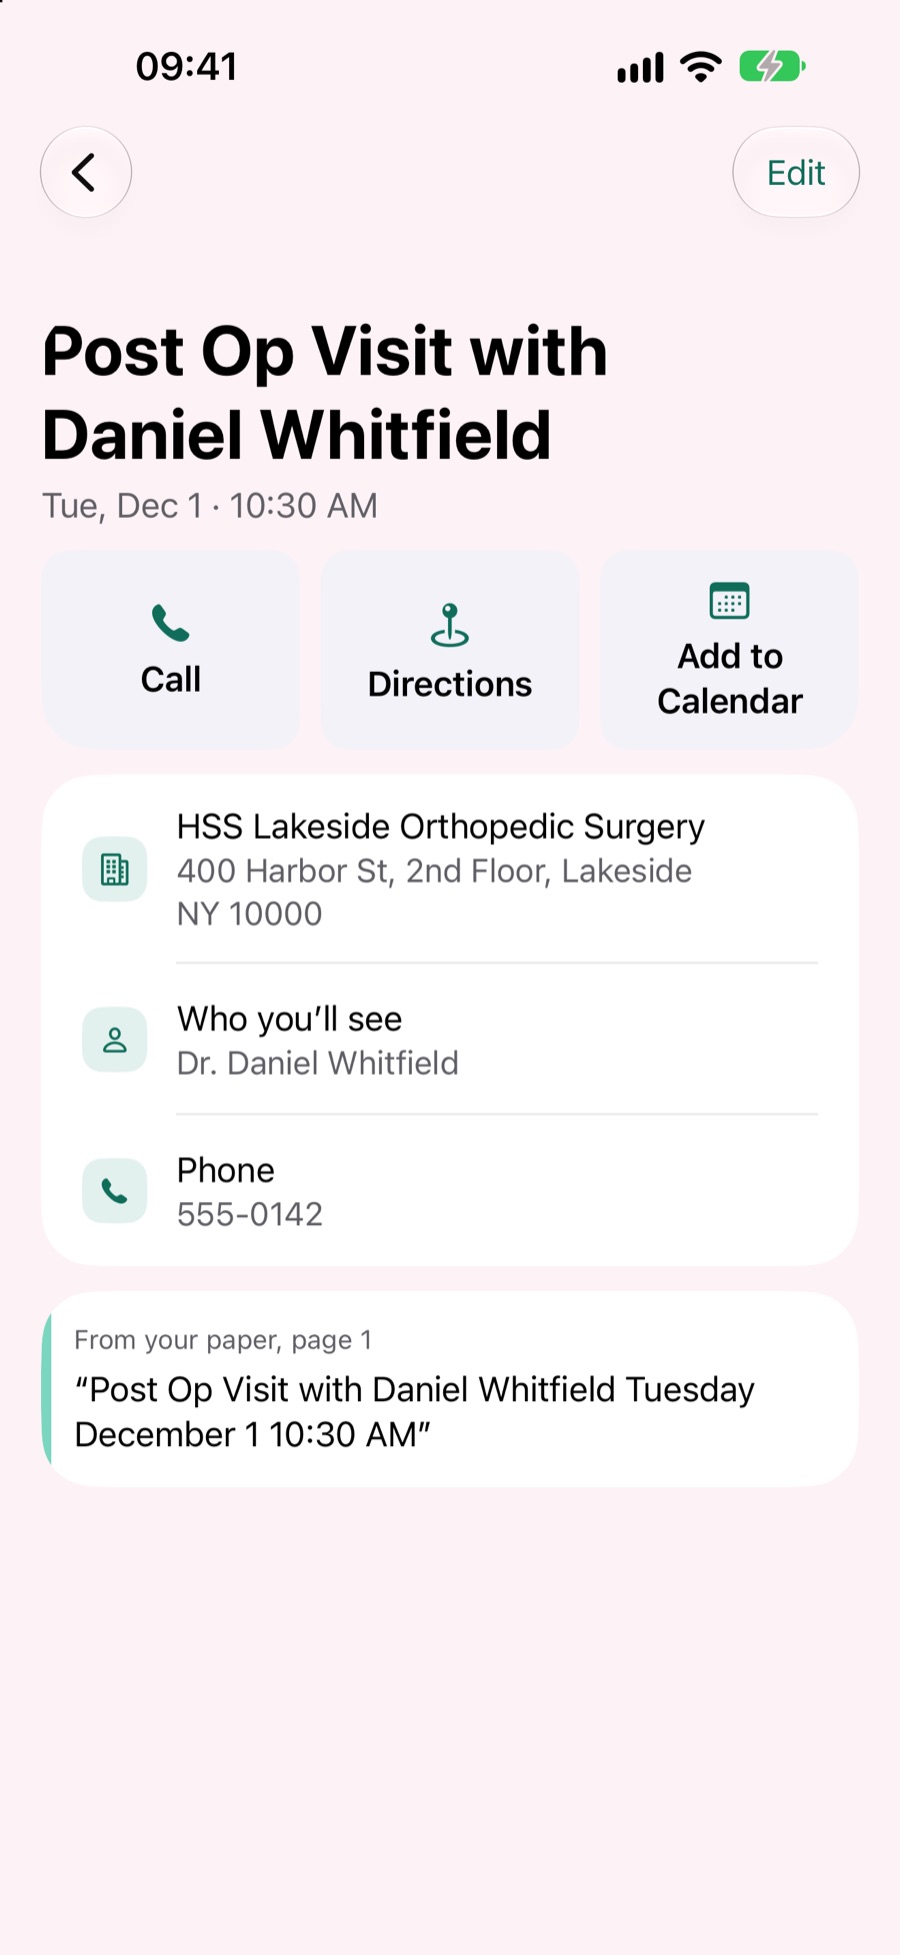 09:41
Edit
Post Op Visit with
Daniel Whitfield
Tue, Dec 1 · 10:30 AM
Call
Directions
Add to
Calendar
HSS Lakeside Orthopedic Surgery
400 Harbor St, 2nd Floor, Lakeside
NY 10000
Who you’ll see
Dr. Daniel Whitfield
Phone
555-0142
From your paper, page 1
“Post Op Visit with Daniel Whitfield Tuesday
December 1 10:30 AM”